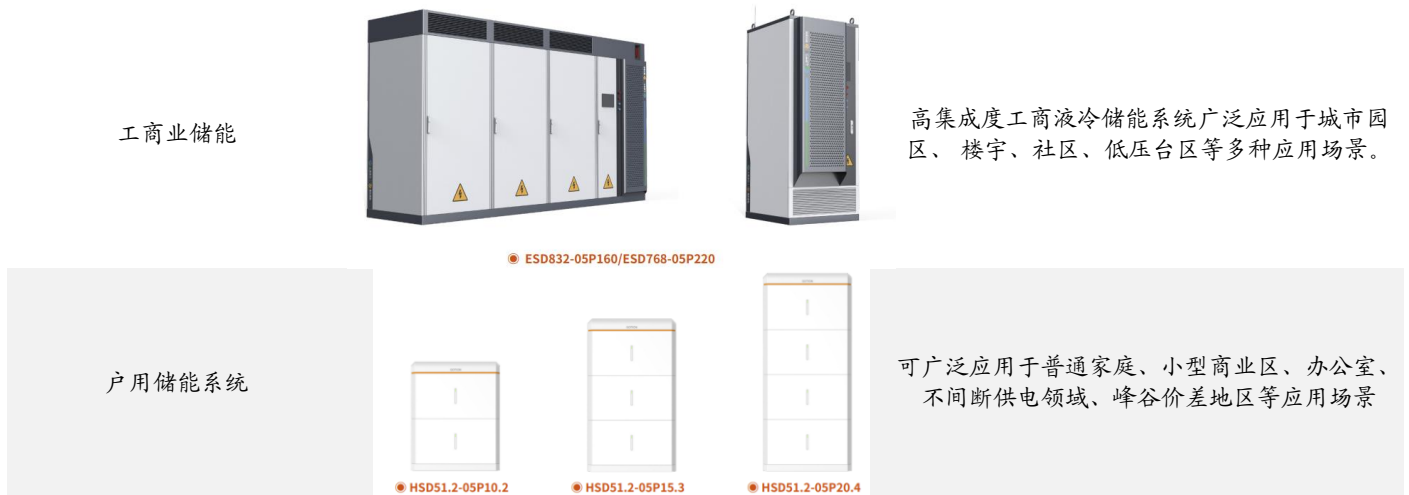 工商业储能
高集成度工商液冷储能系统广泛应用于城市园
区、 楼宇、社区、低压台区等多种应用场景。
ESD832-05P160/ESD768-05P220
户用储能系统
可广泛应用于普通家庭、小型商业区、办公室、
不间断供电领域、峰谷价差地区等应用场景
HSD51.2-05P10.2
HSD51.2-05P15.3
HSD51.2-05P20.4